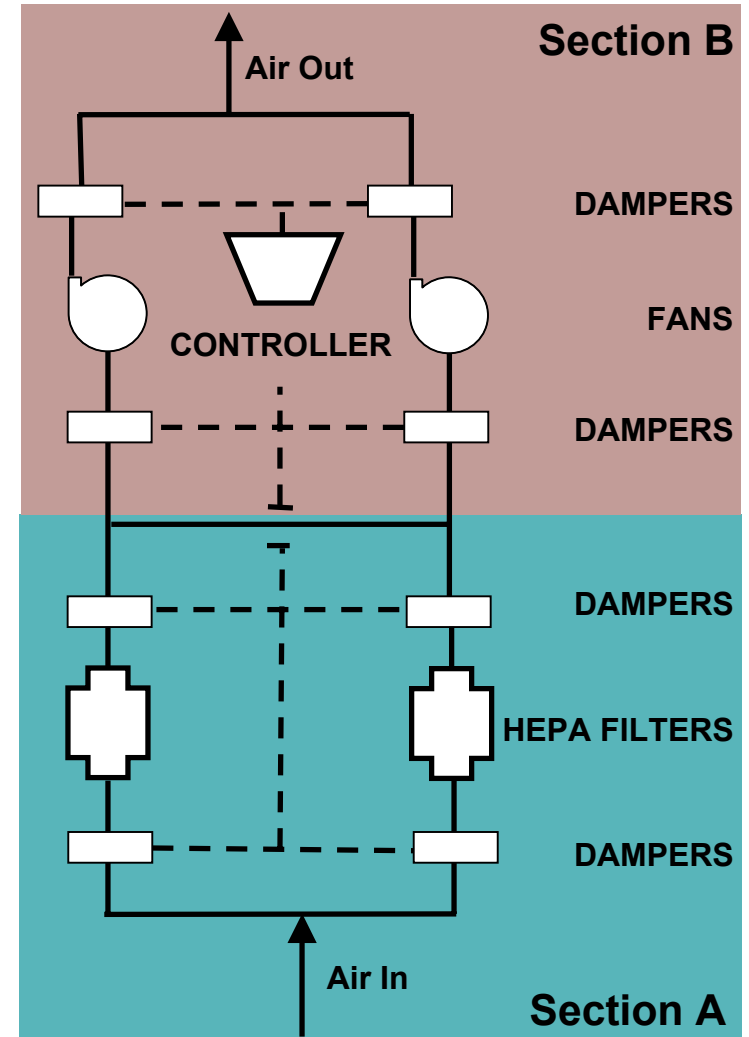 Section B
Air Out
DAMPERS
FANS
CONTROLLER
DAMPERS
DAMPERS
HEPA FILTERS
DAMPERS
Air In
Section A